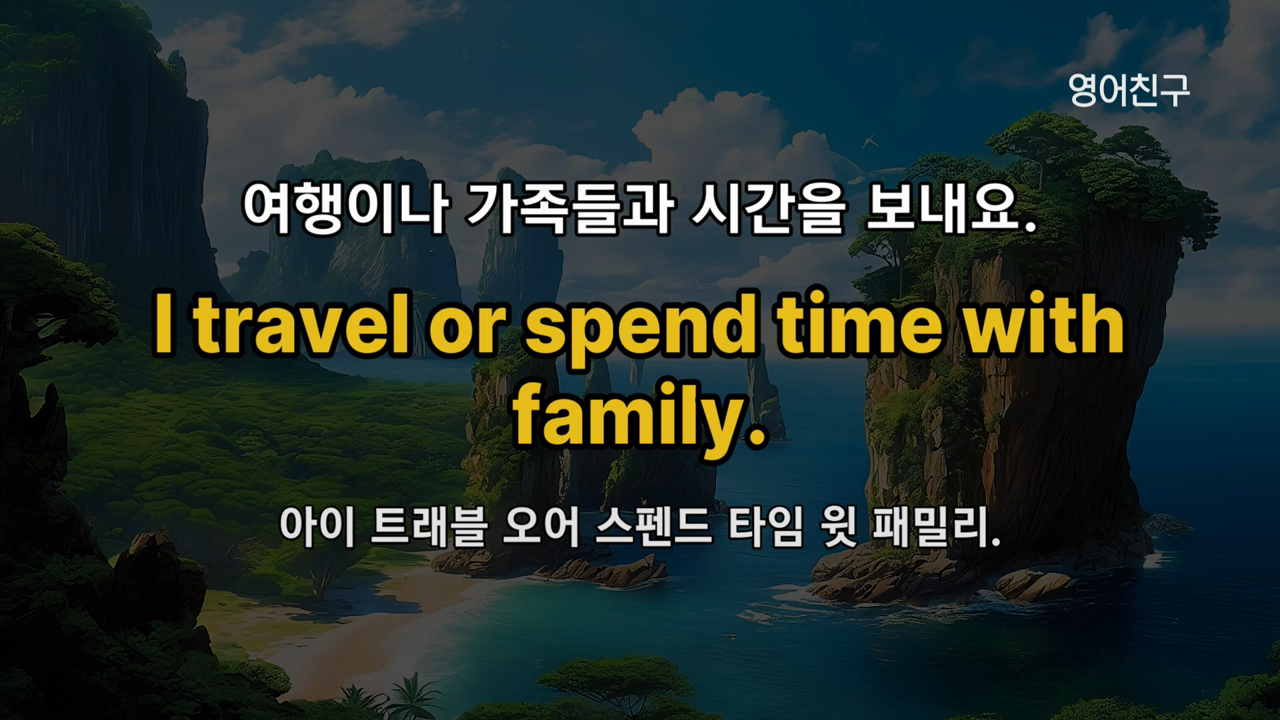 영어친구
여행이나 가족들과 시간을 보내요.
I travel or spend time with
family.
아이 트래블 오어 스펜드 타임 윗 패밀리.